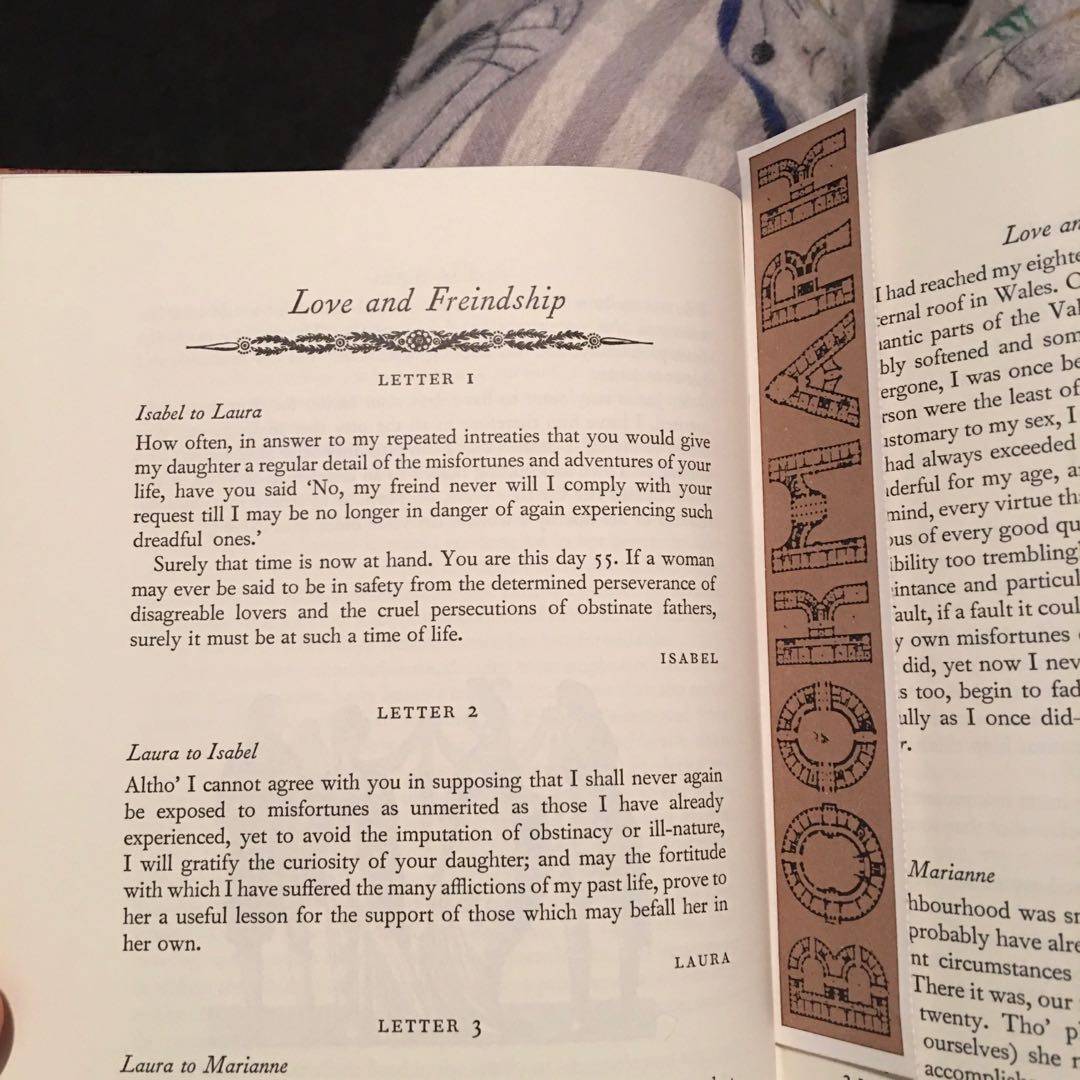 Love and Freindship
LETTER 1
Isabel to Laura
How often, in answer to my repeated intreaties that you would give
my daughter a regular detail of the misfortunes and adventures of your
life, have you said ‘No, my freind never will I comply with your
request till I may be no longer in danger of again experiencing such
dreadful ones.’
Surely that time is now at hand. You are this day 55. If a woman
may ever be said to be in safety from the determined perseverance of
disagreable lovers and the cruel persecutions of obstinate fathers,
surely it must be at such a time of life.
ISABEL
LETTER 2
Laura to Isabel
Altho’ I cannot agree with you in supposing that I shall never again
be exposed to misfortunes as unmerited as those I have already
experienced, yet to avoid the imputation of obstinacy or ill-nature,
I will gratify the curiosity of your daughter; and may the fortitude
with which I have suffered the many afflictions of my past life, prove to
her a useful lesson for the support of those which may befall her in
her own.
LAURA
LETTER 3
Laura to Marianne
BOOKMARK
Love
I had reached my
roof in Wales.
parts of the
softened and
I was once
were the least of
to my sex, I
had always exceeded
for my age,
mind, every virtue
of every good
too
and
if a fault it
own misfortunes
did, yet now I
too, begin to
as I once did–
Marianne
was
probably have
circumstances
There it was, our
twenty. Tho’
ourselves) she